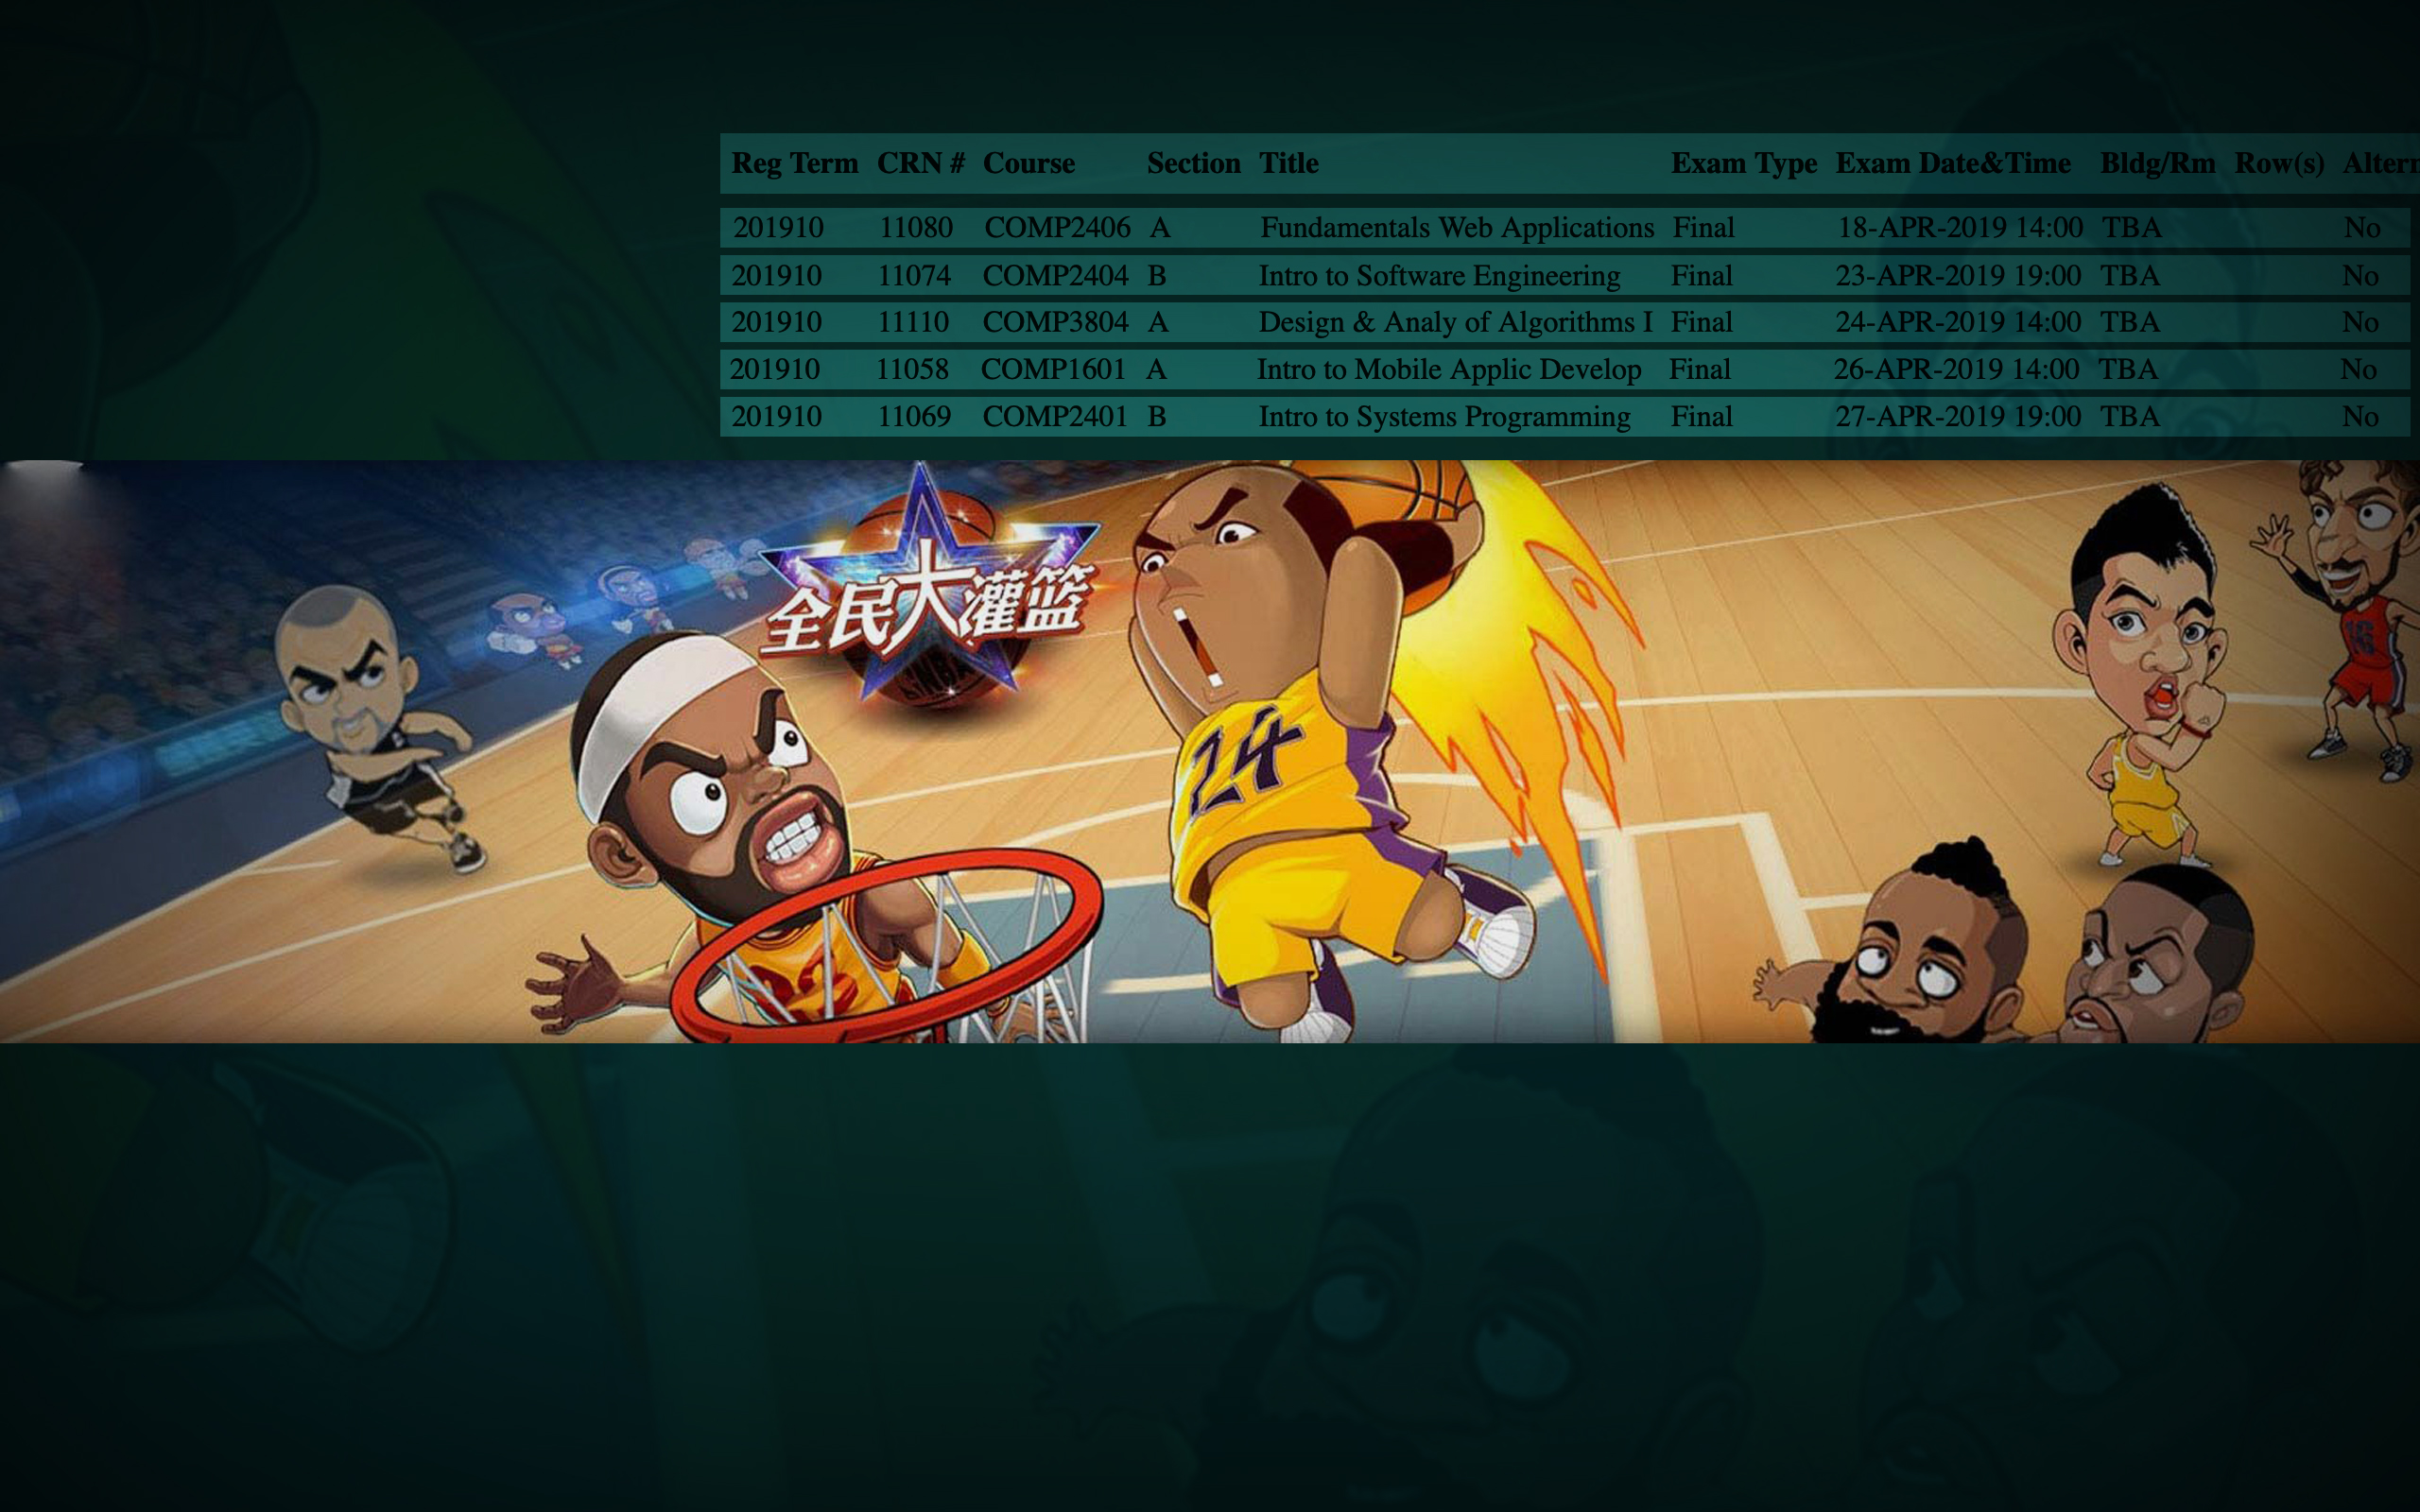 Reg Term CRN # Course Section Title Exam Type Exam Date&Time Bldg/Rm Row(s) Altern
201910 11080 COMP2406 A Fundamentals Web Applications Final 18-APR-2019 14:00 TBA No
201910 11074 COMP2404 B Intro to Software Engineering Final 23-APR-2019 19:00 TBA No
201910 11110 COMP3804 A Design & Analy of Algorithms I Final 24-APR-2019 14:00 TBA No
201910 11058 COMP1601 A Intro to Mobile Applic Develop Final 26-APR-2019 14:00 TBA No
201910 11069 COMP2401 B Intro to Systems Programming Final 27-APR-2019 19:00 TBA No
全民大灌篮
NBA
24